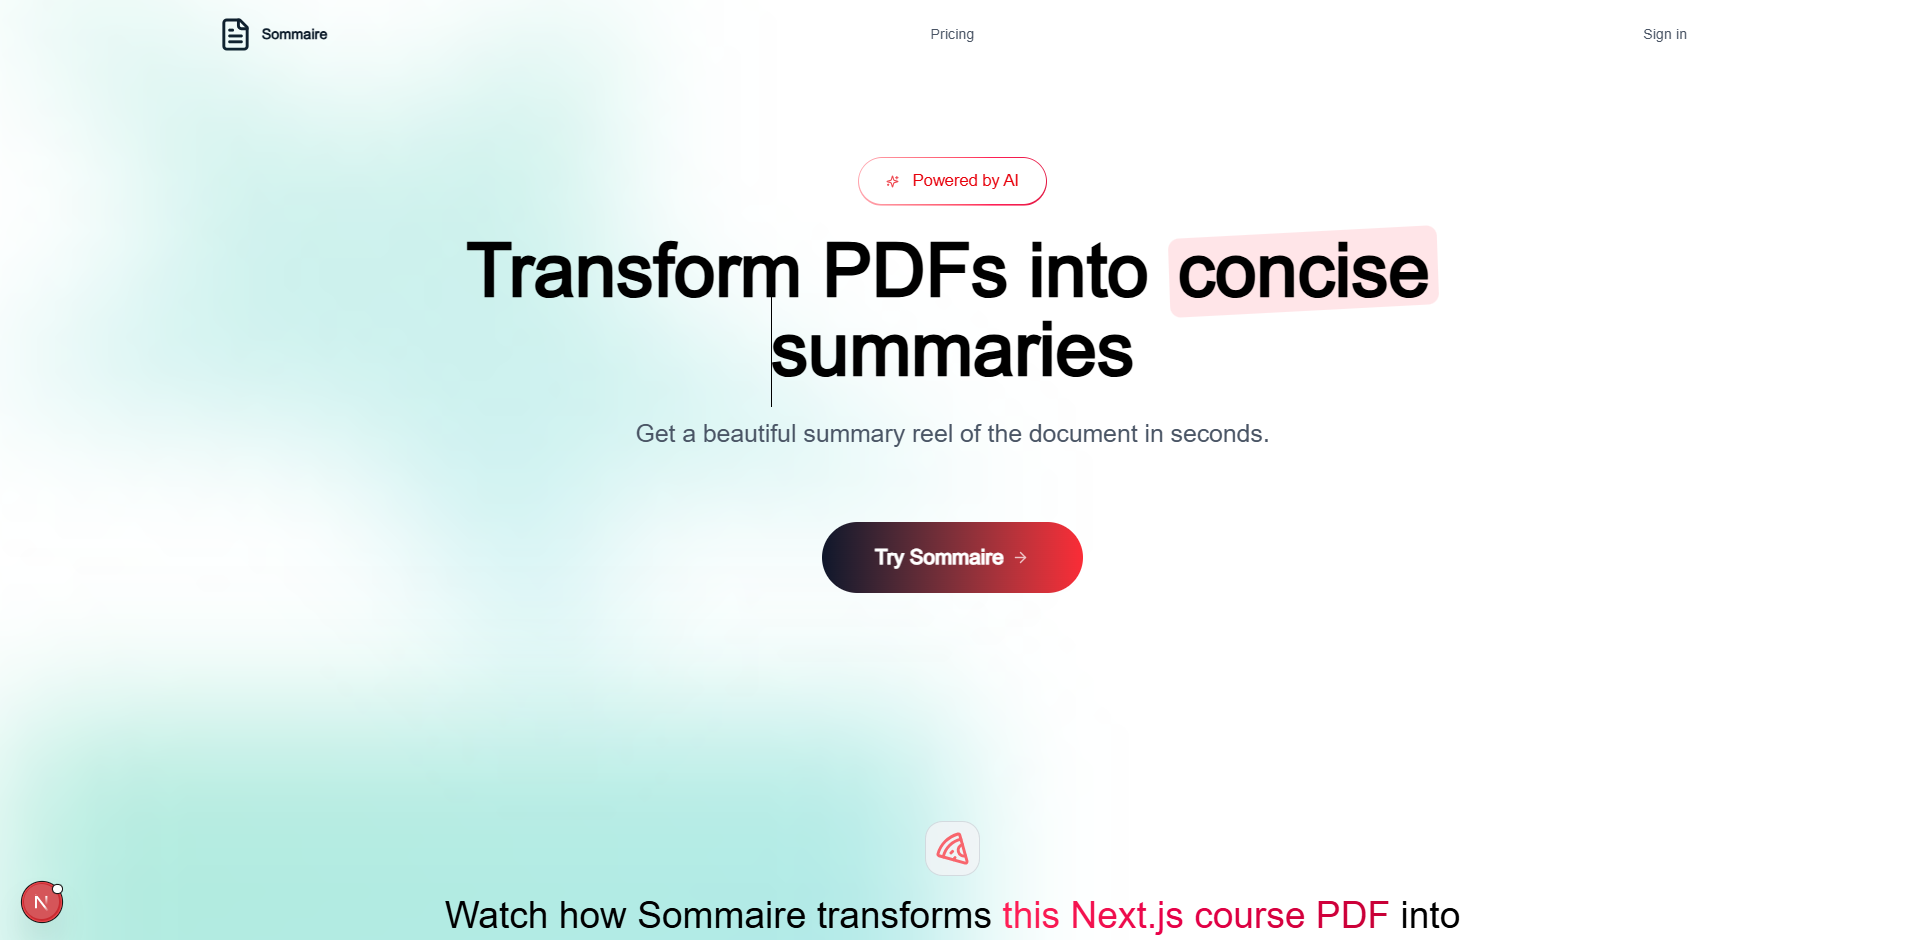 Sommaire
Pricing
Sign in
Powered by AI
Transform PDFs into concise
summaries
Get a beautiful summary reel of the document in seconds.
Try Sommaire
Watch how Sommaire transforms this Next.js course PDF into
N